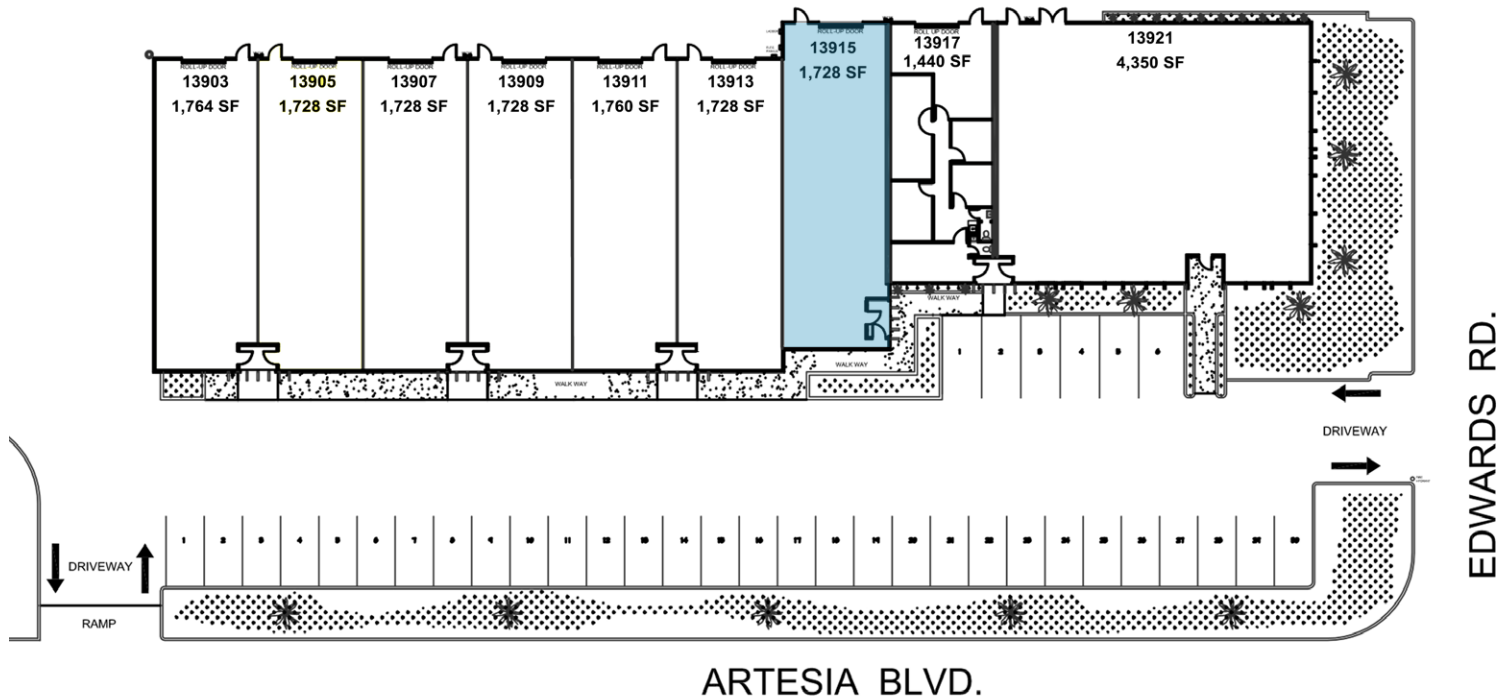 ROLL-UP DOOR
13903
1,764 SF
ROLL-UP DOOR
13905
1,728 SF
ROLL-UP DOOR
13907
1,728 SF
ROLL-UP DOOR
13909
1,728 SF
ROLL-UP DOOR
13911
1,760 SF
ROLL-UP DOOR
13913
1,728 SF
ROLL-UP DOOR
13915
1,728 SF
ROLL UP DOOR
13917
1,440 SF
13921
4,350 SF
WALK WAY
WALK WAY
WALK WAY
1 2 3 4 5 6
DRIVEWAY
EDWARDS RD.
1 2 3 4 5 6 7 8 9 10 11 12 13 14 15 16 17 18 19 20 21 22 23 24 25 26 27 28 29 30
DRIVEWAY
RAMP
ARTESIA BLVD.